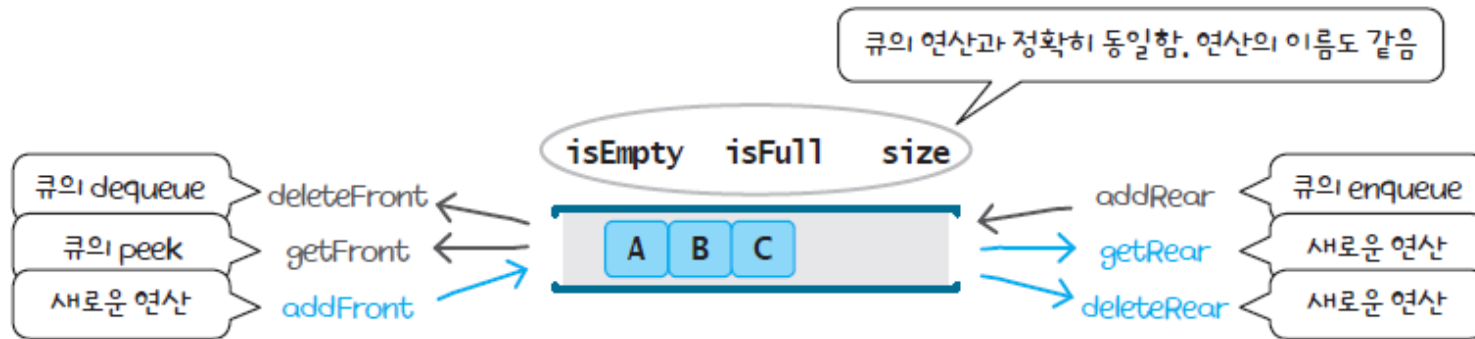 큐의 연산과 정확히 동일함. 연산의 이름도 같음
isEmpty isFull size
큐의 dequeue deleteFront addRear 큐의 enqueue
큐의 peek getFront A B C getRear 새로운 연산
새로운 연산 addFront deleteRear 새로운 연산